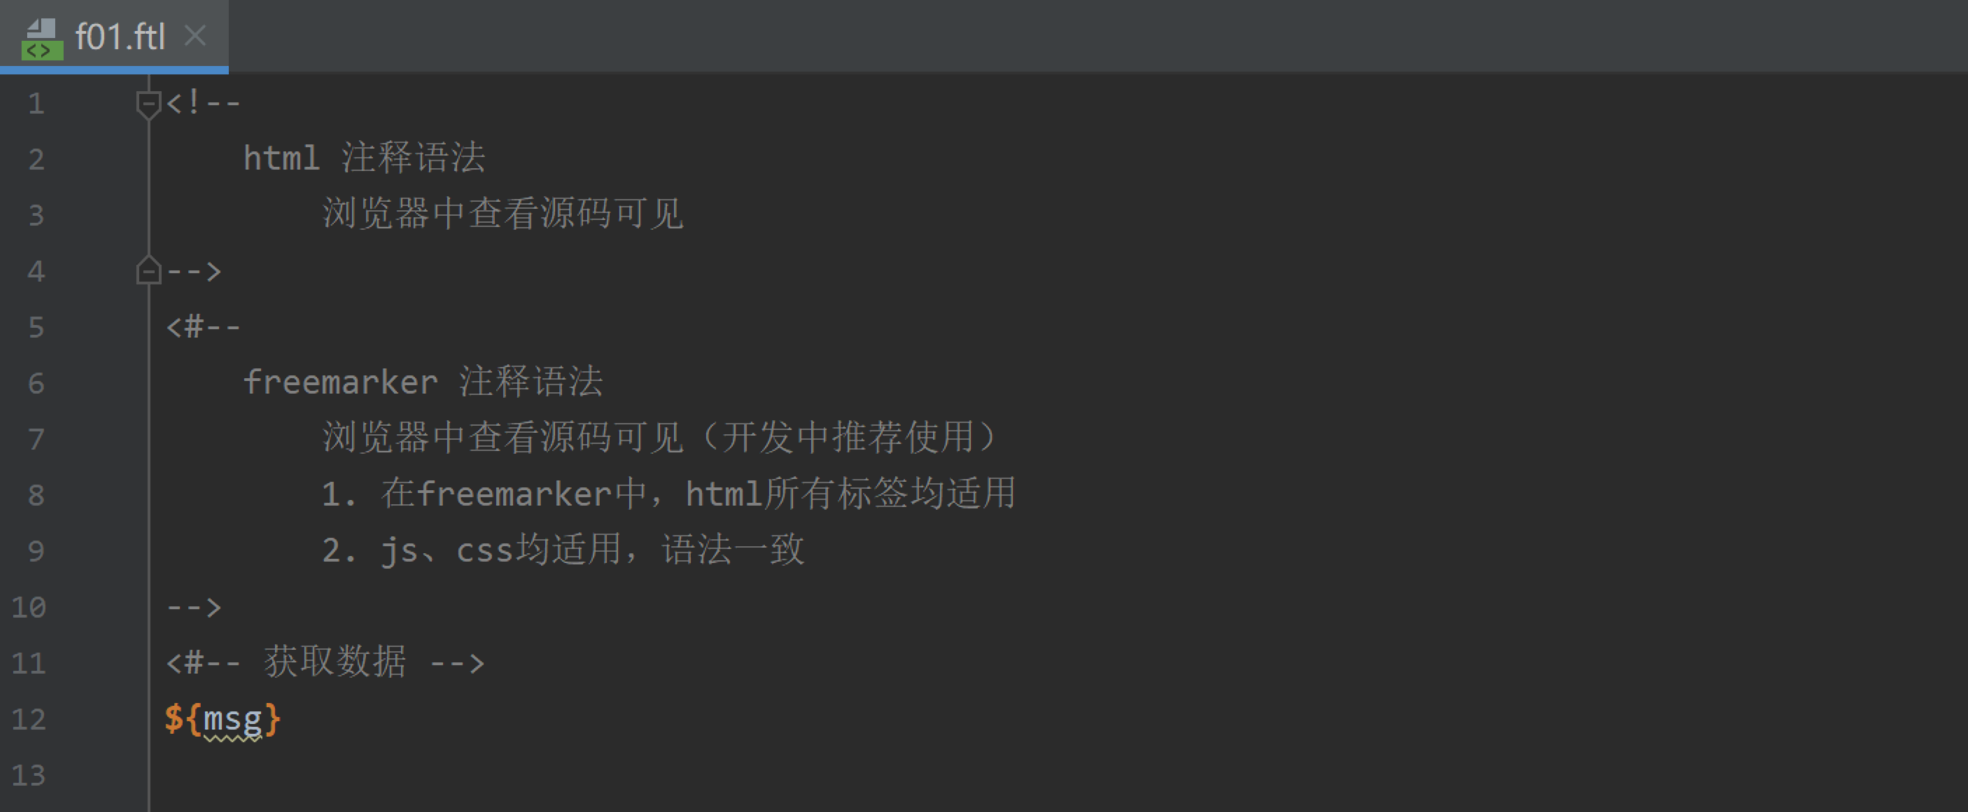 f01.ftl
1 <!--
2     html 注释语法
3         浏览器中查看源码可见
4 -->
5 <#--
6     freemarker 注释语法
7         浏览器中查看源码可见（开发中推荐使用）
8         1. 在freemarker中，html所有标签均适用
9         2. js、css均适用，语法一致
10 -->
11 <#-- 获取数据 -->
12 ${msg}
13